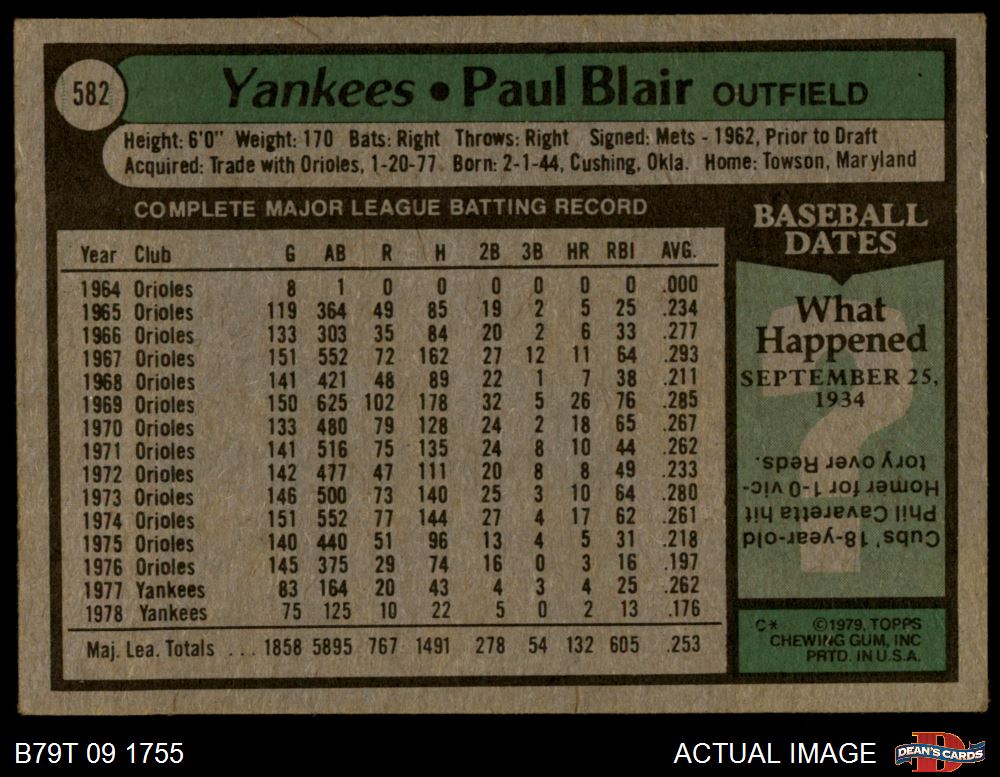 582
Yankees • Paul Blair OUTFIELD
Height: 6'0" Weight: 170 Bats: Right Throws: Right Signed: Mets - 1962, Prior to Draft
Acquired: Trade with Orioles, 1-20-77 Born: 2-1-44, Cushing, Okla. Home: Towson, Maryland
COMPLETE MAJOR LEAGUE BATTING RECORD
Year Club G AB R H 2B 3B HR RBI AVG.
1964 Orioles 8 1 0 0 0 0 0 0 .000
1965 Orioles 119 364 49 85 19 2 5 25 .234
1966 Orioles 133 303 35 84 20 2 6 33 .277
1967 Orioles 151 552 72 162 27 12 11 64 .293
1968 Orioles 141 421 48 89 22 1 7 38 .211
1969 Orioles 150 625 102 178 32 5 26 76 .285
1970 Orioles 133 480 79 128 24 2 18 65 .267
1971 Orioles 141 516 75 135 24 8 10 44 .262
1972 Orioles 142 477 47 111 20 8 8 49 .233
1973 Orioles 146 500 73 140 25 3 10 64 .280
1974 Orioles 151 552 77 144 27 4 17 62 .261
1975 Orioles 140 440 51 96 13 4 5 31 .218
1976 Orioles 145 375 29 74 16 0 3 16 .197
1977 Yankees 83 164 20 43 4 3 4 25 .262
1978 Yankees 75 125 10 22 5 0 2 13 .176
Maj. Lea. Totals ... 1858 5895 767 1491 278 54 132 605 .253
BASEBALL
DATES
What
Happened
SEPTEMBER 25,
1934
Cubs' 18-year-old
Phil Cavaretta hit
Homer for 1-0 vic-
tory over Reds.
C* ©1979, TOPPS
CHEWING GUM, INC
PRTD. IN U.S.A.
B79T 09 1755
ACTUAL IMAGE
DEAN'S CARDS